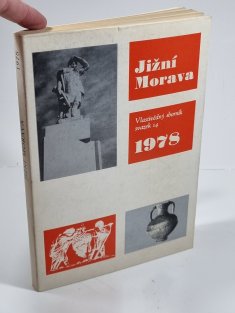 Jižní
Morava
Vlastivědný sborník
svazek 14
1978